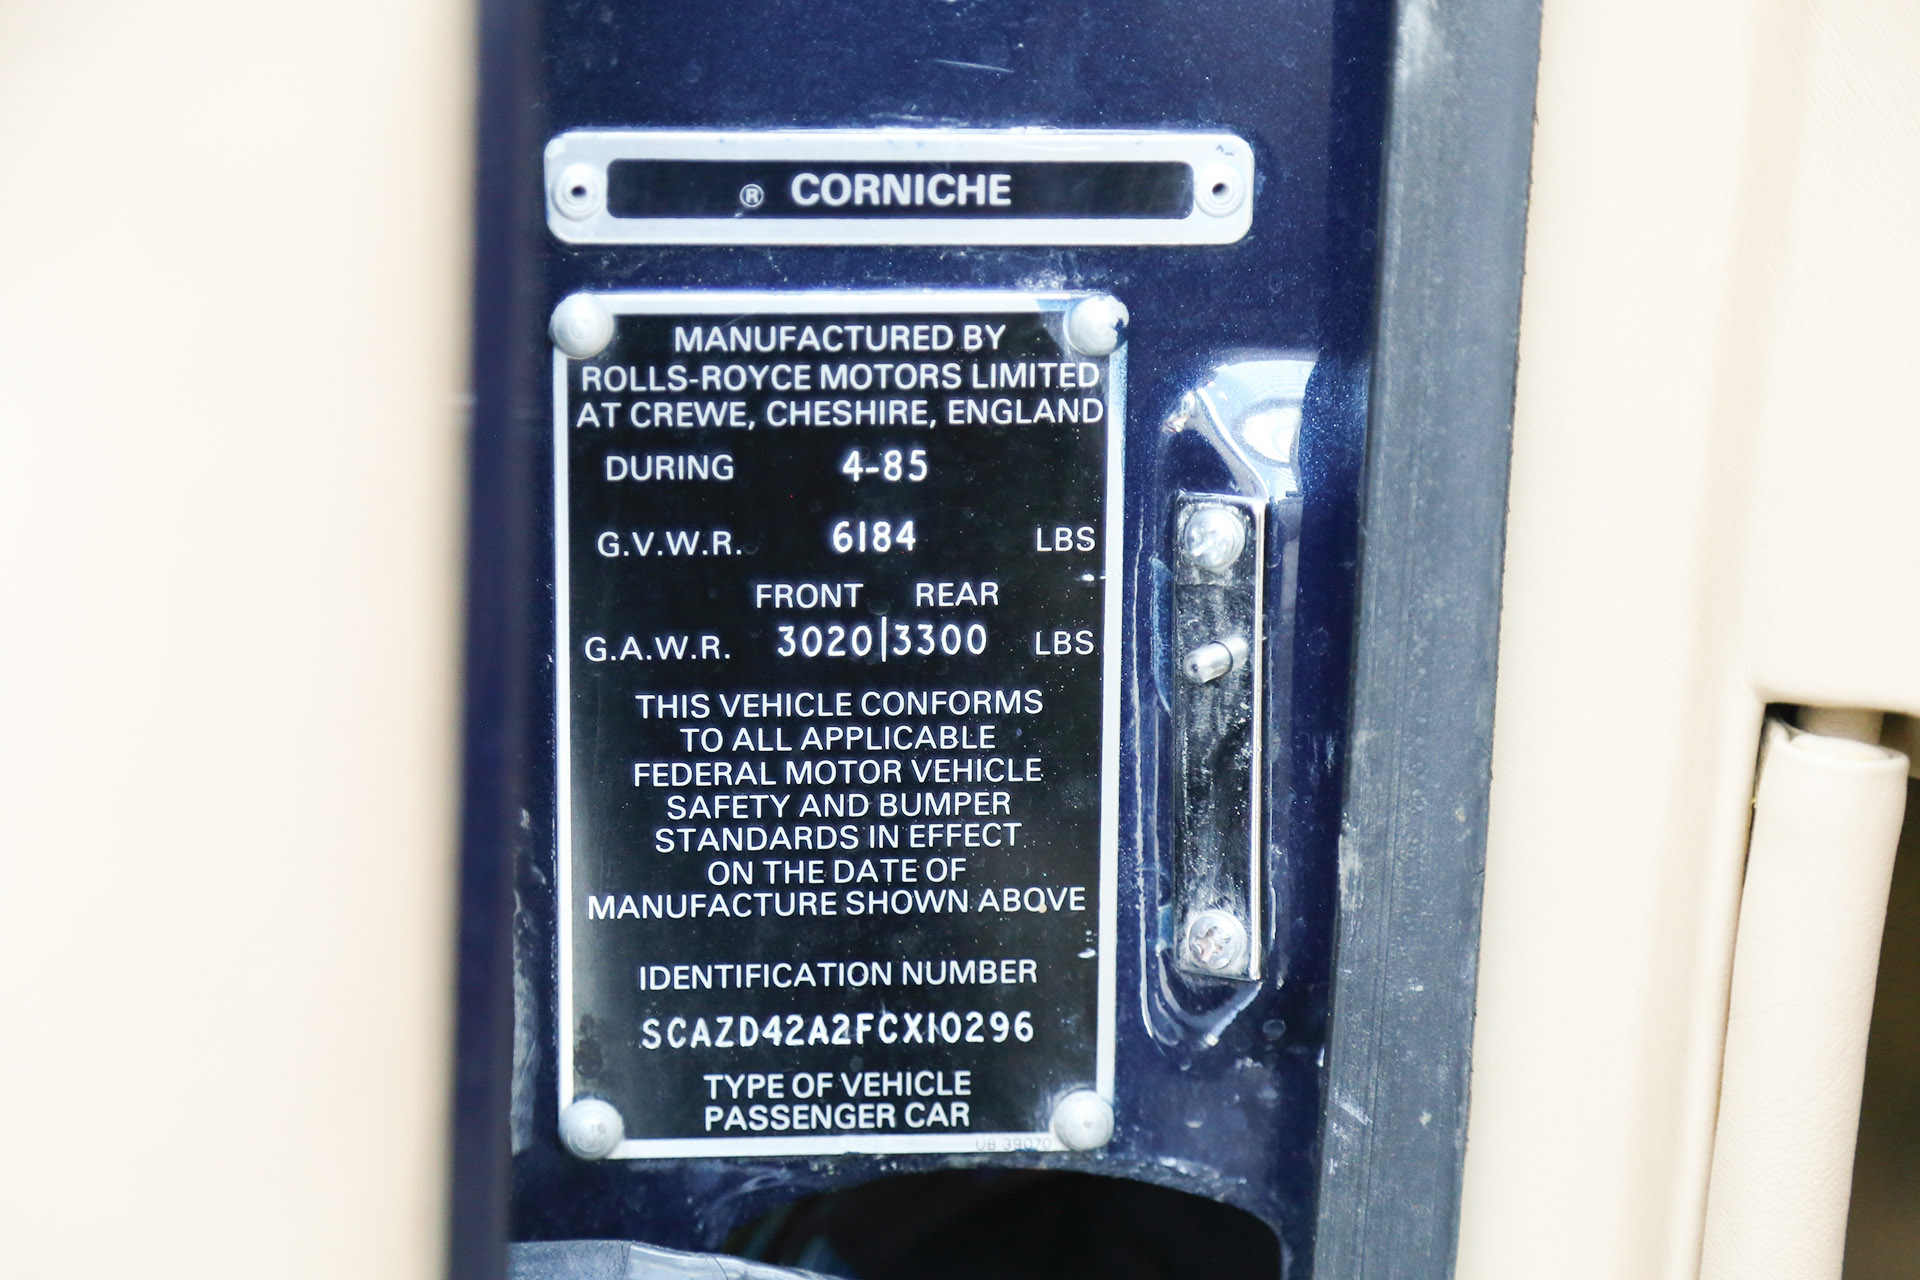 ® CORNICHE
MANUFACTURED BY
ROLLS-ROYCE MOTORS LIMITED
AT CREWE, CHESHIRE, ENGLAND
DURING 4-85
G.V.W.R. 6184 LBS
FRONT REAR
G.A.W.R. 3020|3300 LBS
THIS VEHICLE CONFORMS
TO ALL APPLICABLE
FEDERAL MOTOR VEHICLE
SAFETY AND BUMPER
STANDARDS IN EFFECT
ON THE DATE OF
MANUFACTURE SHOWN ABOVE
IDENTIFICATION NUMBER
SCAZD42A2FCX10296
TYPE OF VEHICLE
PASSENGER CAR
UB 39070